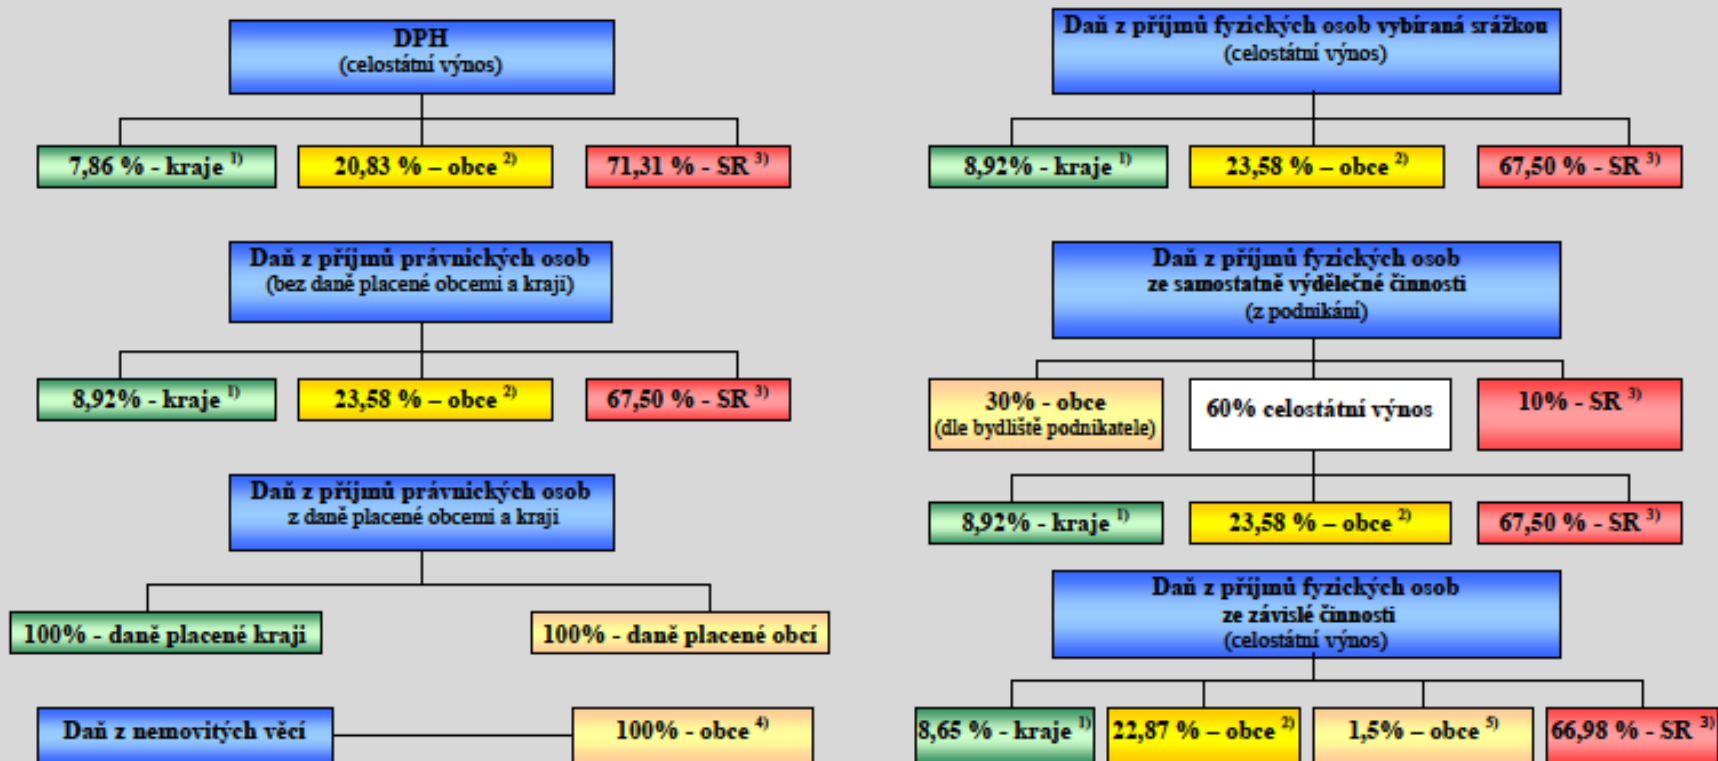 DPH
(celostátní výnos)
7,86 % - kraje 1)
20,83 % – obce 2)
71,31 % - SR 3)
Daň z příjmů právnických osob
(bez daně placené obcemi a kraji)
8,92% - kraje 1)
23,58 % – obce 2)
67,50 % - SR 3)
Daň z příjmů právnických osob
z daně placené obcemi a kraji
100% - daně placené kraji
100% - daně placené obcí
Daň z nemovitých věcí
100% - obce 4)
Daň z příjmů fyzických osob vybíraná srážkou
(celostátní výnos)
8,92% - kraje 1)
23,58 % – obce 2)
67,50 % - SR 3)
Daň z příjmů fyzických osob
ze samostatně výdělečné činnosti
(z podnikání)
30% - obce
(dle bydliště podnikatele)
60% celostátní výnos
10% - SR 3)
8,92% - kraje 1)
23,58 % – obce 2)
67,50 % - SR 3)
Daň z příjmů fyzických osob
ze závislé činnosti
(celostátní výnos)
8,65 % - kraje 1)
22,87 % – obce 2)
1,5% – obce 5)
66,98 % - SR 3)